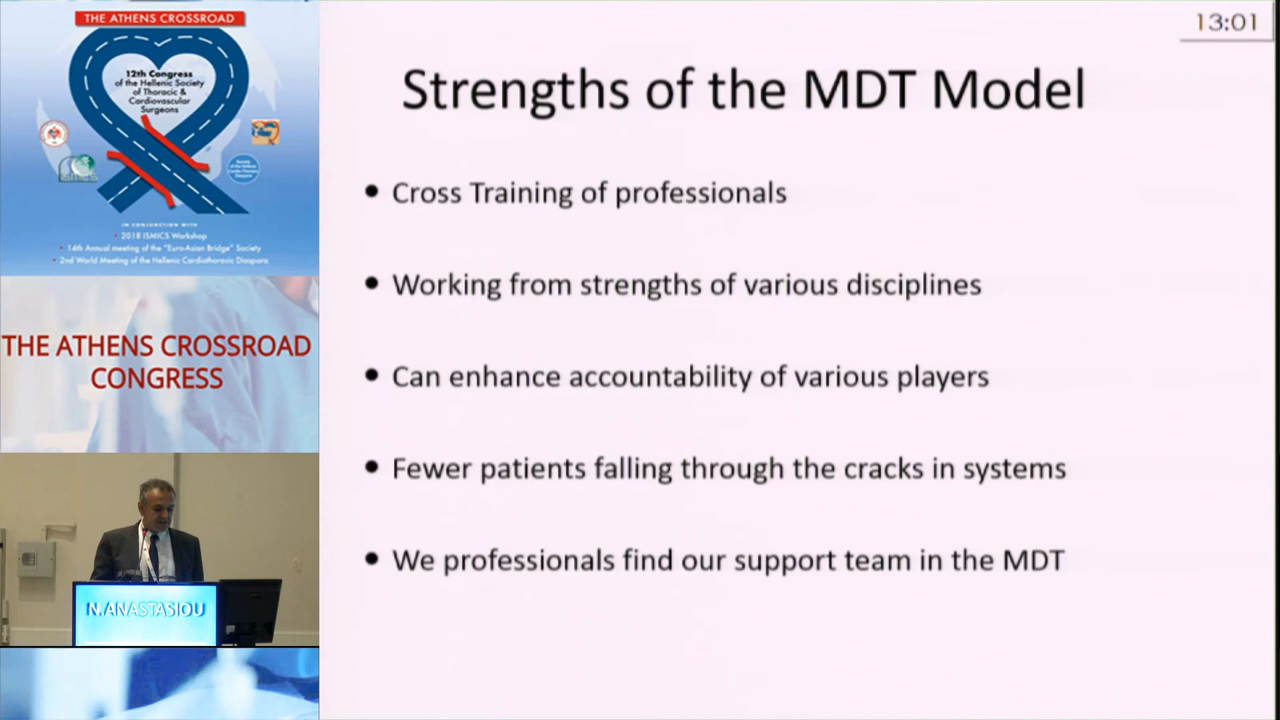 THE ATHENS CROSSROAD
12th Congress
of the Hellenic Society
of Thoracic &
Cardiovascular
Surgeons
IN CONJUNCTION WITH
• 2018 ISMICS Workshop
• 14th Annual meeting of the "Euro-Asian Bridge" Society
• 2nd World Meeting of the Hellenic Cardiothoracic Diaspora
THE ATHENS CROSSROAD
CONGRESS
N.ANASTASIOU
13:01
Strengths of the MDT Model
• Cross Training of professionals
• Working from strengths of various disciplines
• Can enhance accountability of various players
• Fewer patients falling through the cracks in systems
• We professionals find our support team in the MDT